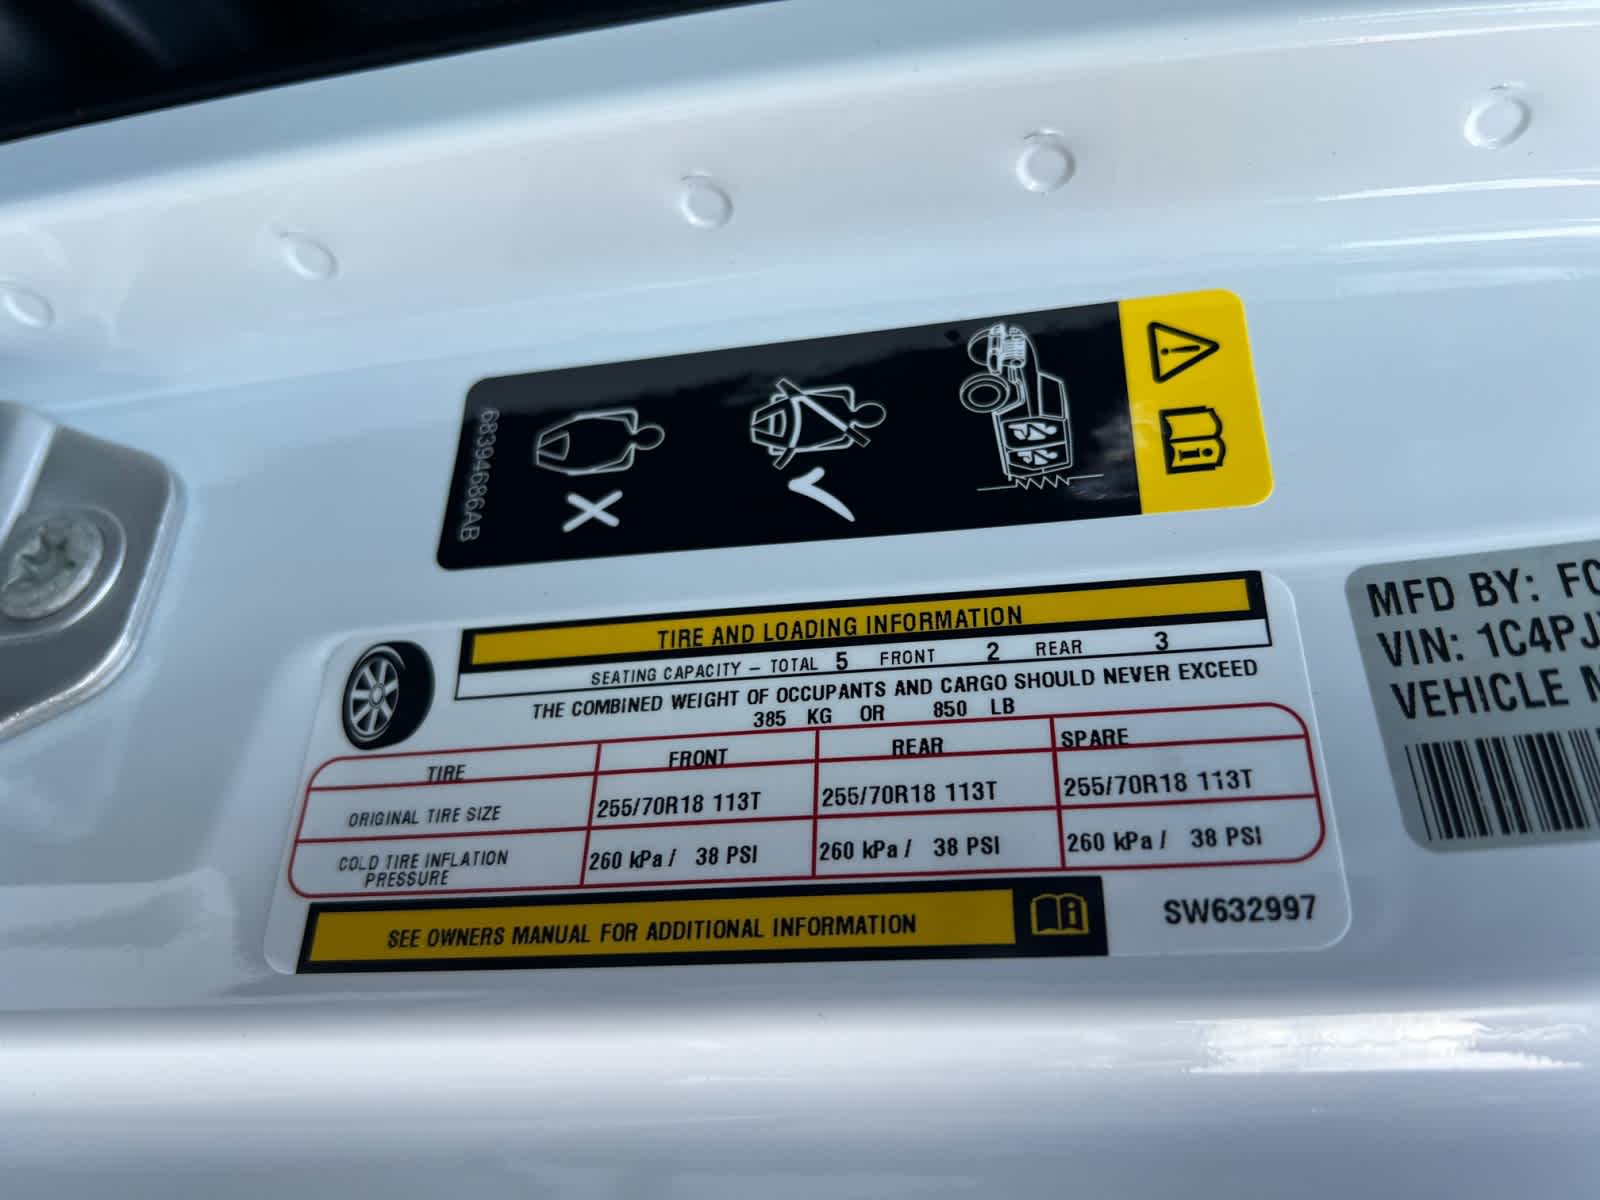 68394686AB
TIRE AND LOADING INFORMATION
SEATING CAPACITY – TOTAL 5 FRONT 2 REAR 3
THE COMBINED WEIGHT OF OCCUPANTS AND CARGO SHOULD NEVER EXCEED
385 KG OR 850 LB
TIRE FRONT REAR SPARE
ORIGINAL TIRE SIZE 255/70R18 113T 255/70R18 113T 255/70R18 113T
COLD TIRE INFLATION
PRESSURE 260 kPa / 38 PSI 260 kPa / 38 PSI 260 kPa / 38 PSI
SEE OWNERS MANUAL FOR ADDITIONAL INFORMATION
SW632997
MFD BY: FC
VIN: 1C4PJ
VEHICLE